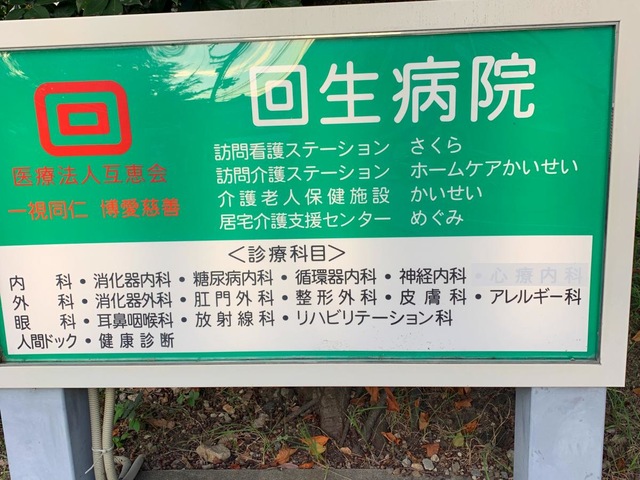 回
回生病院
医療法人互恵会
一視同仁 博愛慈善
訪問看護ステーション さくら
訪問介護ステーション ホームケアかいせい
介護老人保健施設 かいせい
居宅介護支援センター めぐみ
＜診療科目＞
内科・消化器内科・糖尿病内科・循環器内科・神経内科・心療内科
外科・消化器外科・肛門外科・整形外科・皮膚科・アレルギー科
眼科・耳鼻咽喉科・放射線科・リハビリテーション科
人間ドック・健康診断